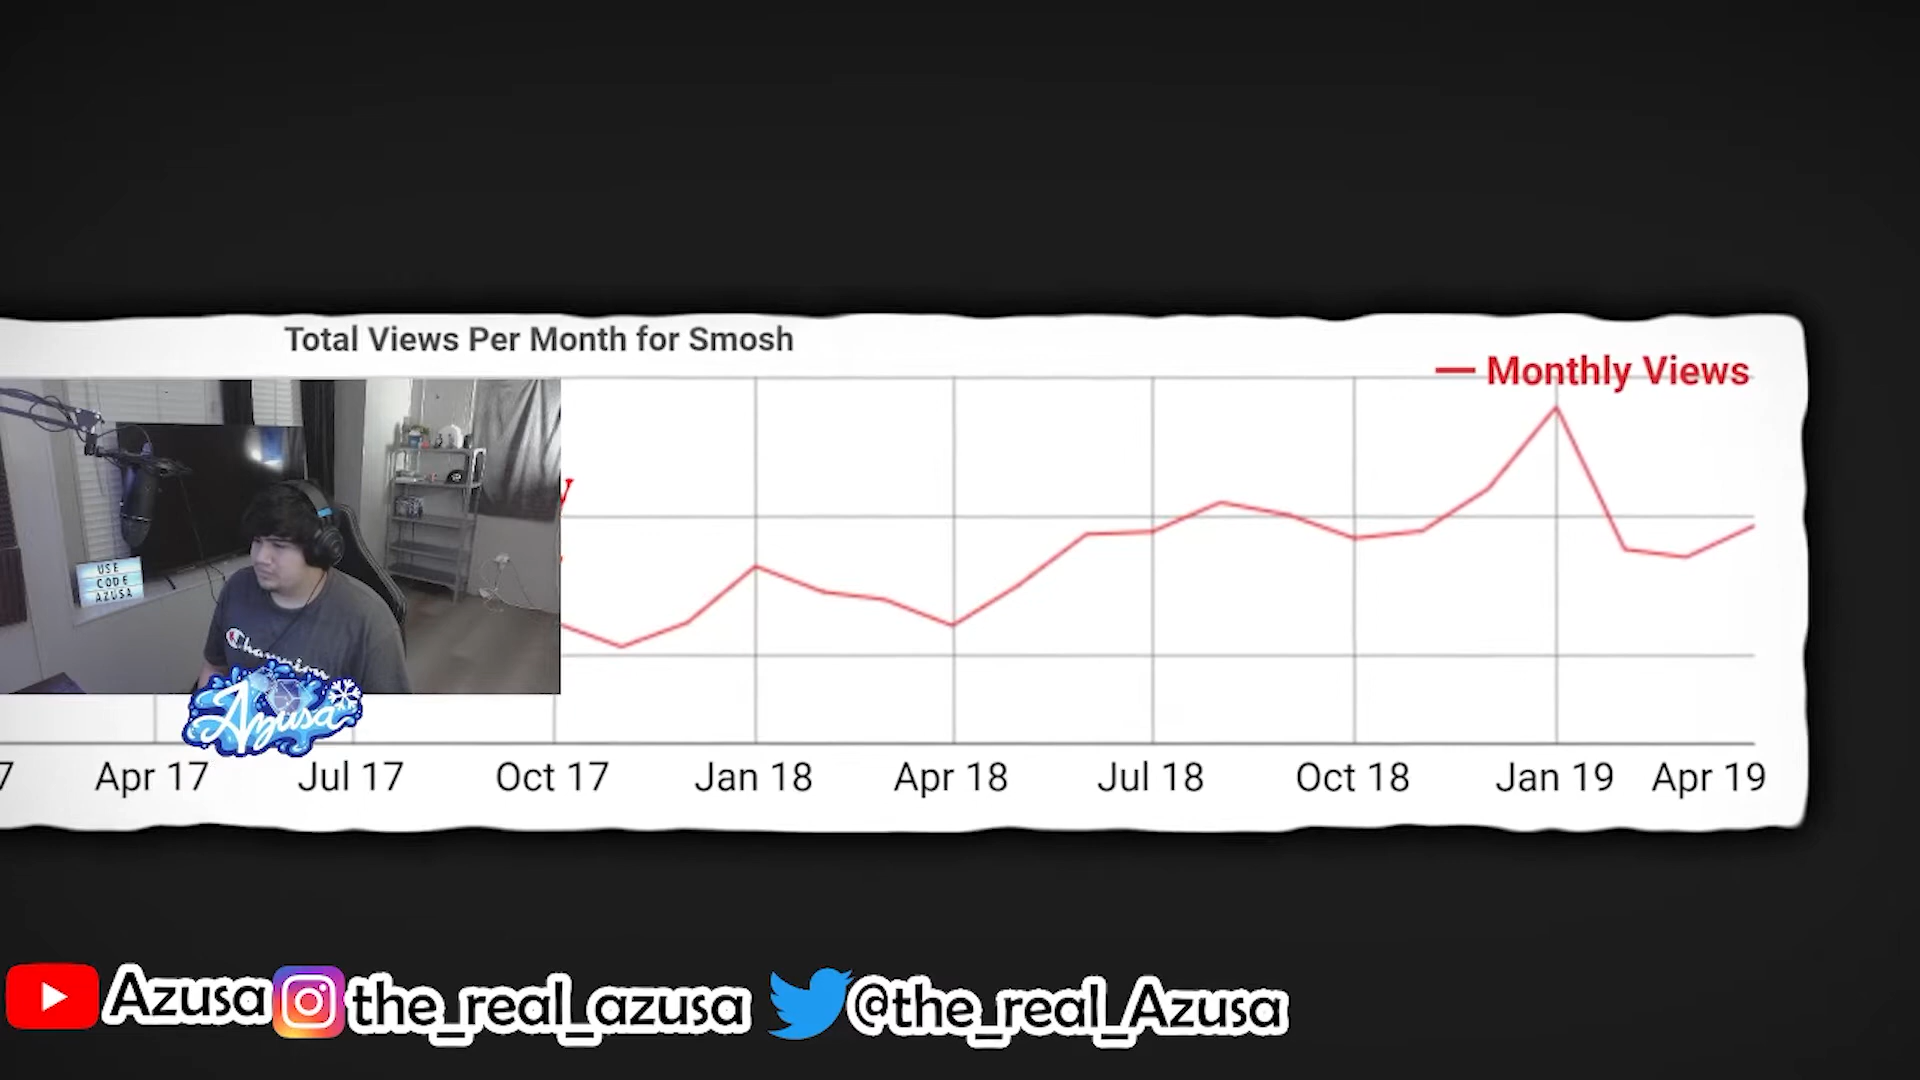 Total Views Per Month for Smosh
Monthly Views
USE
CODE
AZUSA
Champion
Azusa
Apr 17
Jul 17
Oct 17
Jan 18
Apr 18
Jul 18
Oct 18
Jan 19
Apr 19
Azusa
the_real_azusa
@the_real_Azusa